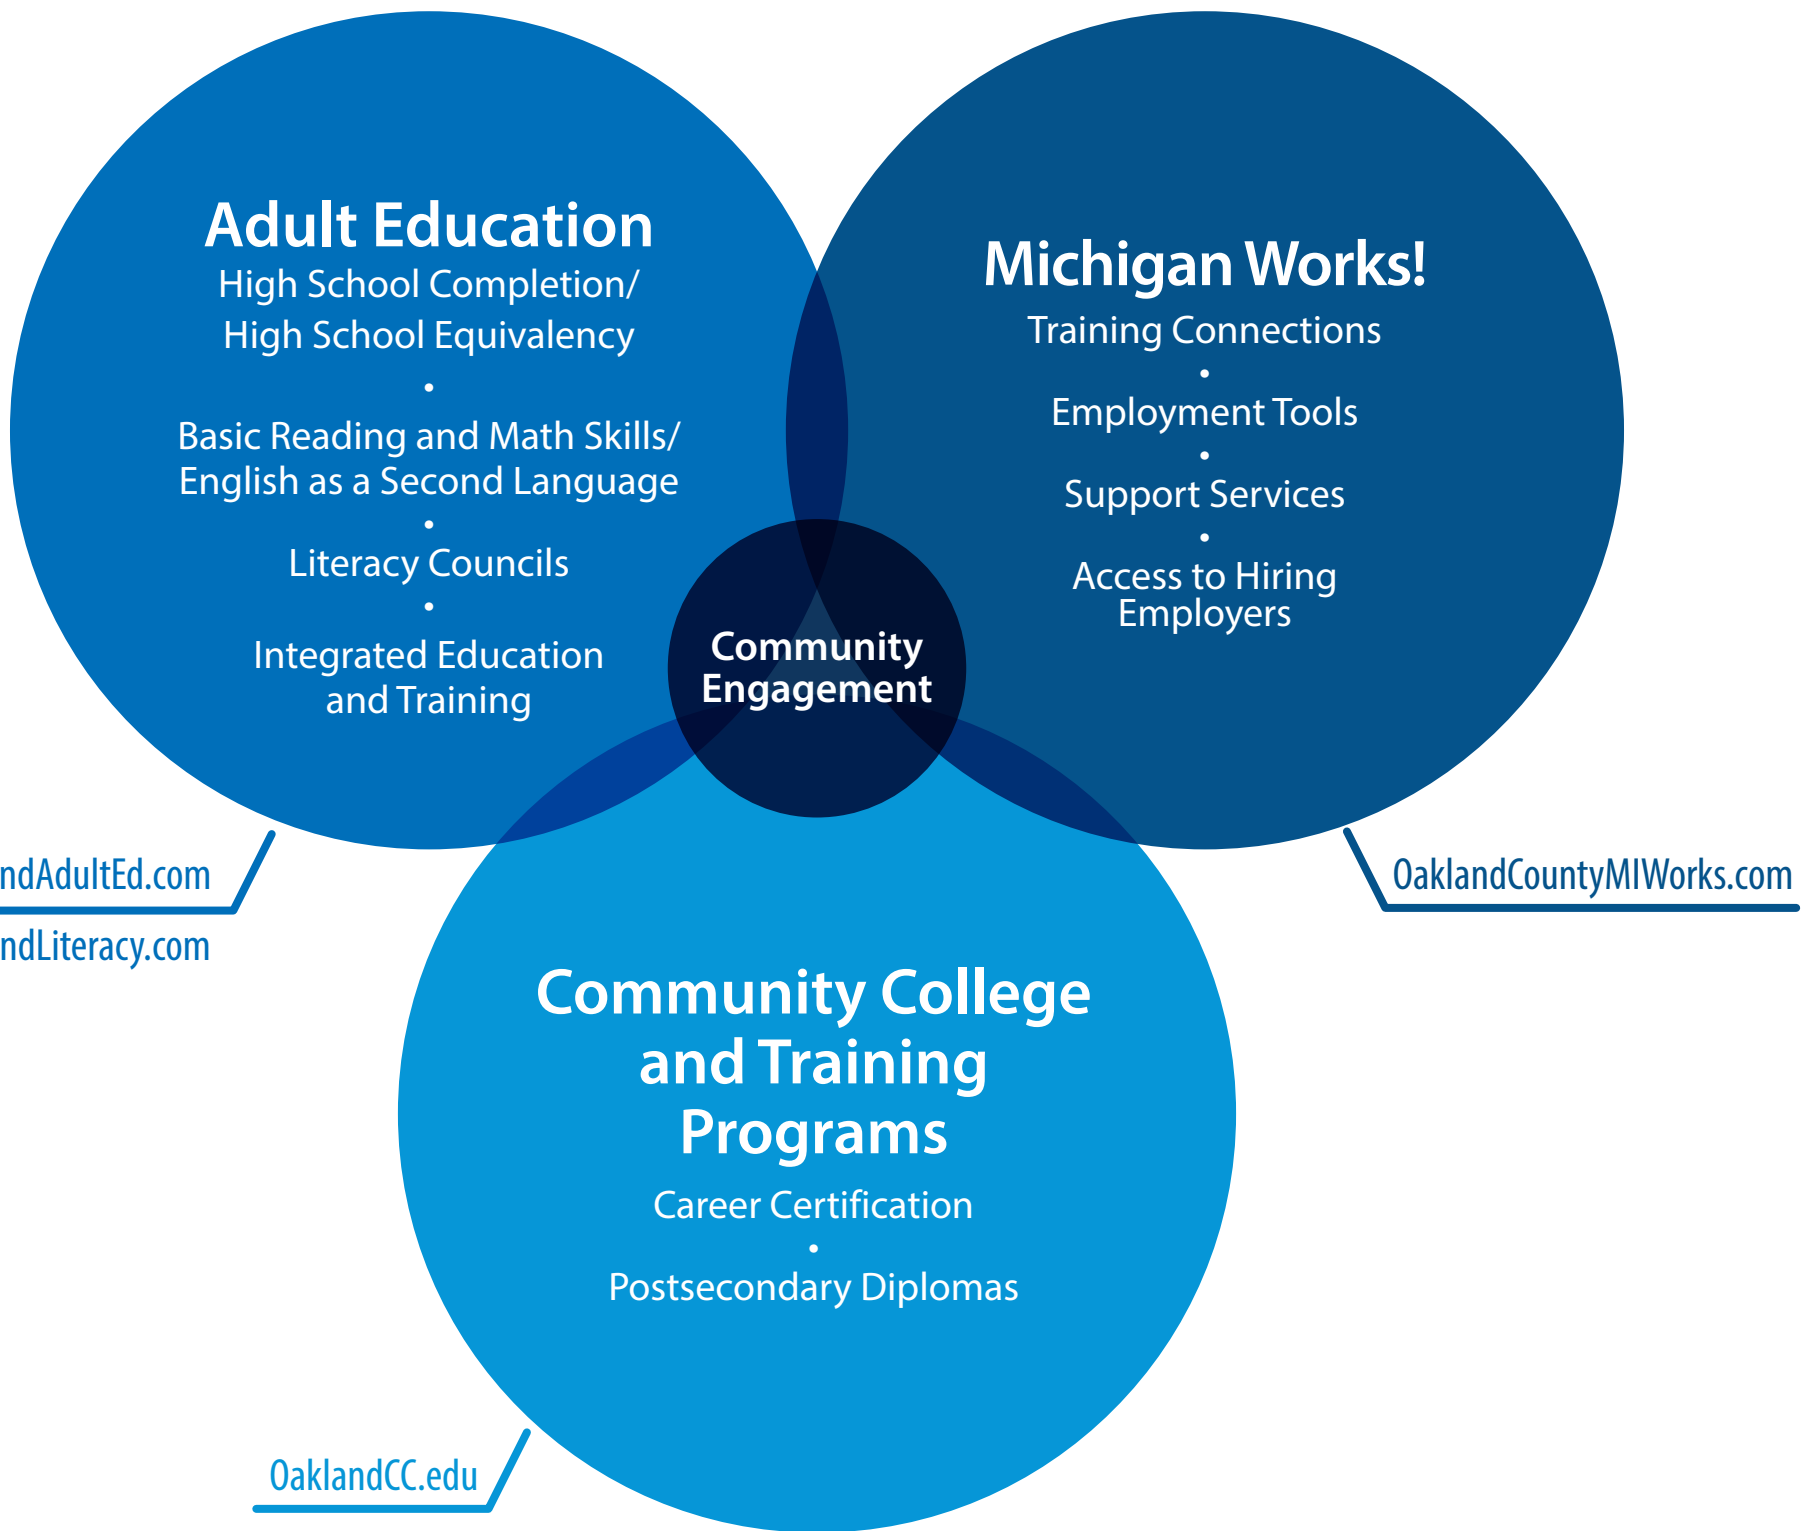 Adult Education
High School Completion/
High School Equivalency
•
Basic Reading and Math Skills/
English as a Second Language
•
Literacy Councils
•
Integrated Education
and Training
Michigan Works!
Training Connections
•
Employment Tools
•
Support Services
•
Access to Hiring
Employers
Community
Engagement
ndAdultEd.com
ndLiteracy.com
OaklandCountyMIWorks.com
Community College
and Training
Programs
Career Certification
•
Postsecondary Diplomas
OaklandCC.edu